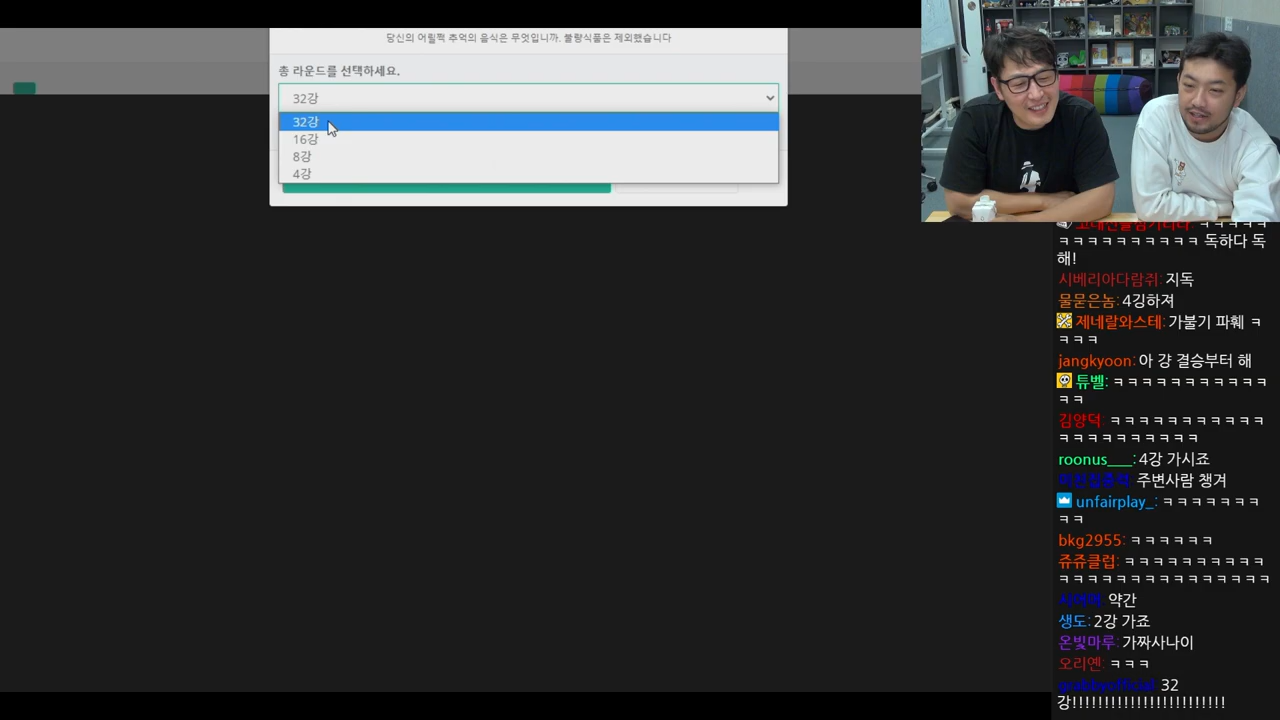 당신의 어릴쩍 추억의 음식은 무엇입니까. 불량식품은 제외했습니다
총 라운드를 선택하세요.
32강
32강
16강
8강
4강
ㅋㅋㅋㅋㅋㅋㅋㅋㅋㅋ 독하다 독
해!
시베리아다람쥐: 지독
물묻은놈: 4깅하져
제네랄와스테: 가불기 파훼 ㅋ
ㅋㅋㅋ
jangkyoon: 아 걍 결승부터 해
튜벨: ㅋㅋㅋㅋㅋㅋㅋㅋㅋㅋㅋ
ㅋㅋ
김양덕: ㅋㅋㅋㅋㅋㅋㅋㅋㅋㅋㅋ
ㅋㅋㅋㅋㅋㅋㅋㅋㅋㅋ
roonus___: 4강 가시죠
주변사람 챙겨
unfairplay_: ㅋㅋㅋㅋㅋㅋㅋ
ㅋㅋ
bkg2955: ㅋㅋㅋㅋㅋㅋ
쥬쥬클럽: ㅋㅋㅋㅋㅋㅋㅋㅋㅋㅋ
ㅋㅋㅋㅋㅋㅋㅋㅋㅋㅋㅋㅋㅋㅋㅋ
약간
생도: 2강 가죠
온빛마루: 가짜사나이
오리옌: ㅋㅋㅋ
grabbyofficial: 32
강!!!!!!!!!!!!!!!!!!!!!!!!